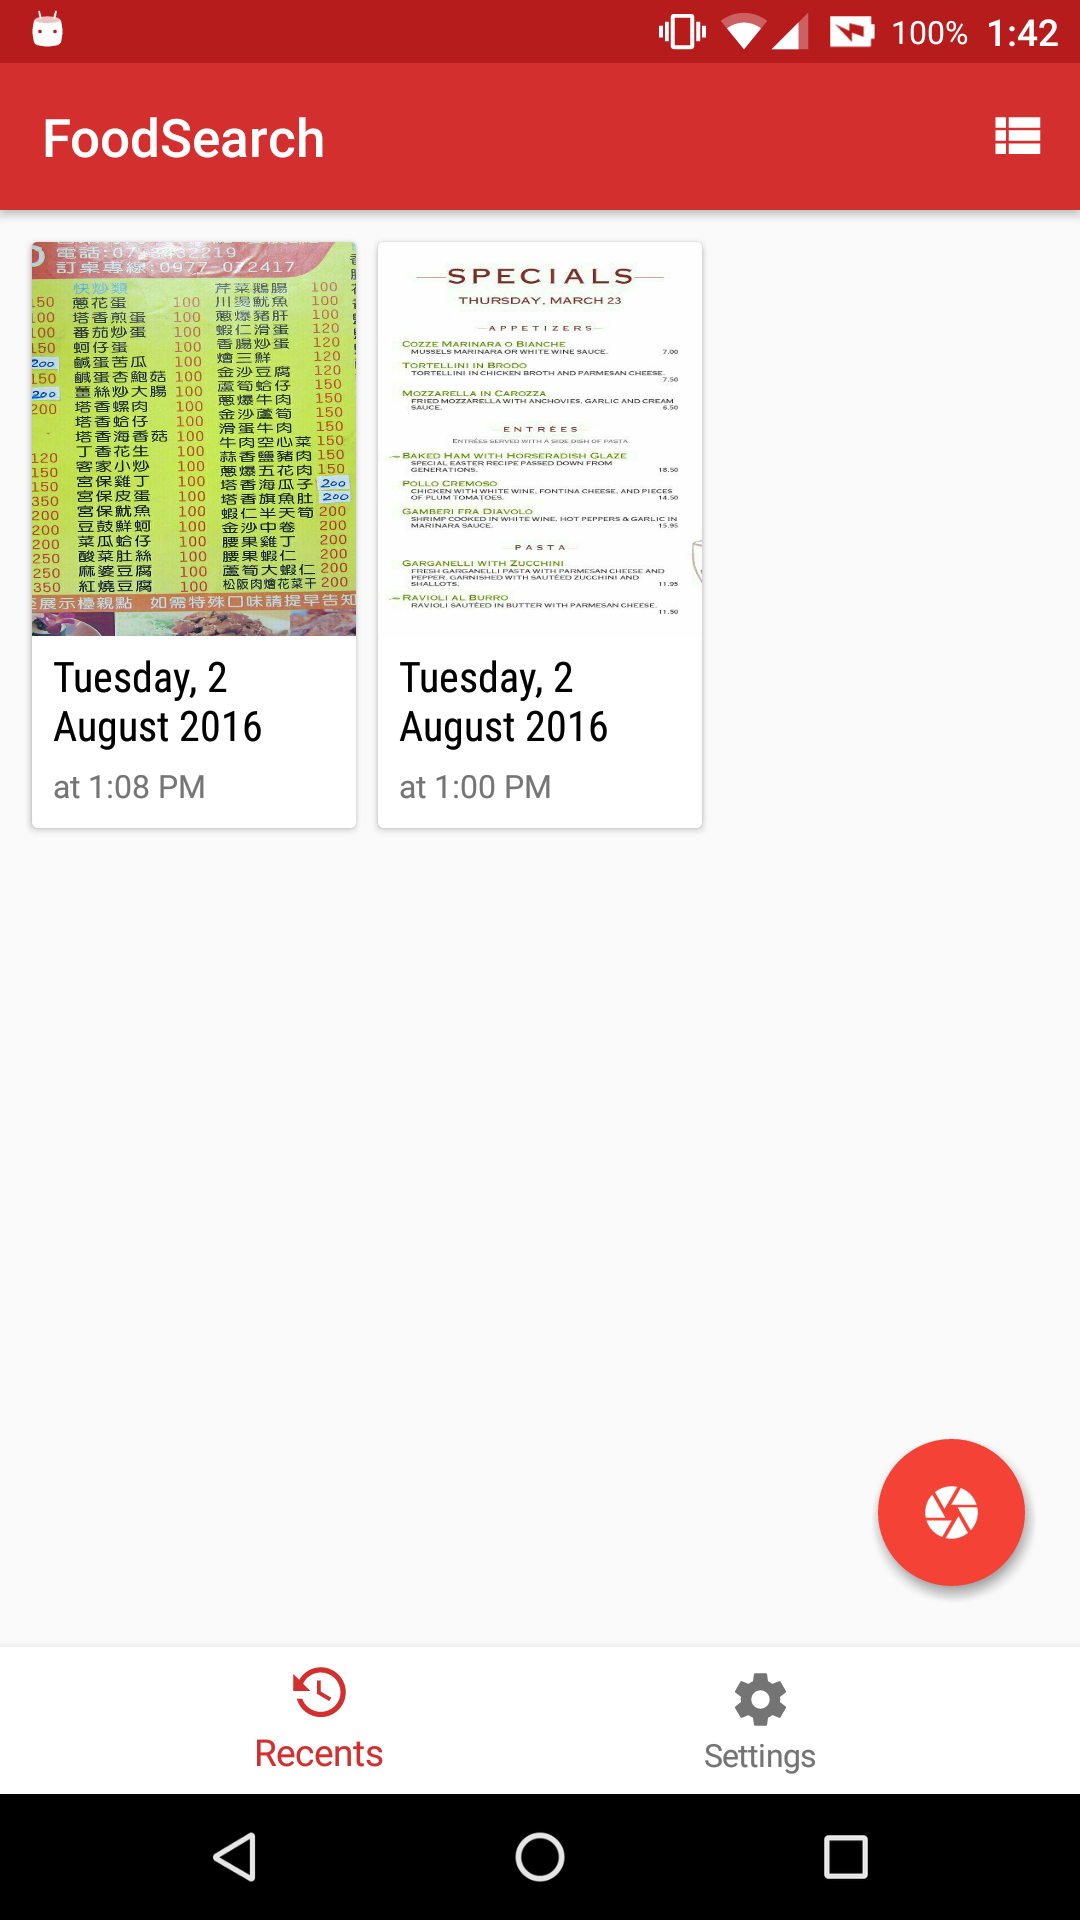 100% 1:42
FoodSearch
電話:07-3432219
訂桌專線:0977-072417
快炒類
150 蔥花蛋 100
100 塔香煎蛋 100
100 番茄炒蛋 100
150 蚵仔蛋 100
200 鹹蛋苦瓜 100
150 鹹蛋杏鮑菇 100
200 薑絲炒大腸 100
200 塔香螺肉 100
塔香蛤仔 100
塔香海香菇 100
120 丁香花生 100
150 客家小炒 100
150 宮保雞丁 100
350 宮保皮蛋 100
200 宮保魷魚 100
200 豆鼓鮮蚵 100
200 菜瓜蛤仔 100
250 酸菜肚絲 100
250 麻婆豆腐 100
350 紅燒豆腐 100
芹菜鵝腸 100
川燙魷魚 100
蔥爆豬肝 100
蝦仁滑蛋 120
香腸炒蛋 120
燴三鮮 120
金沙豆腐 120
蘆筍蛤仔 150
蔥爆牛肉 150
金沙蘆筍 150
滑蛋牛肉 150
牛肉空心菜 150
蒜香鹽豬肉 150
蔥爆五花肉 150
塔香海瓜子 200
塔香旗魚肚 200
蝦仁半天筍 200
金沙中卷 200
腰果雞丁 200
腰果蝦仁 200
蘆筍大蝦仁 200
松阪肉燴花菜干 200
展示檯親點 如需特殊口味請提早告知
SPECIALS
THURSDAY, MARCH 23
APPETIZERS
COZZE MARINARA O BIANCHE
MUSSELS MARINARA OR WHITE WINE SAUCE. 7.00
TORTELLINI IN BRODO
TORTELLINI IN CHICKEN BROTH AND PARMESAN CHEESE.
7.50
MOZZARELLA IN CAROZZA
FRIED MOZZARELLA WITH ANCHOVIES, GARLIC AND CREAM
SAUCE. 6.50
ENTRÉES
ENTRÉES SERVED WITH A SIDE DISH OF PASTA
BAKED HAM WITH HORSERADISH GLAZE
SPECIAL EASTER RECIPE PASSED DOWN FROM
GENERATIONS. 18.50
POLLO CREMOSO
CHICKEN WITH WHITE WINE, FONTINA CHEESE, AND PIECES
OF PLUM TOMATOES. 14.50
GAMBERI FRA DIAVOLO
SHRIMP COOKED IN WHITE WINE, HOT PEPPERS & GARLIC IN
MARINARA SAUCE. 15.95
PASTA
GARGANELLI WITH ZUCCHINI
FRESH GARGANELLI PASTA WITH PARMESAN CHEESE AND
PEPPER. GARNISHED WITH SAUTÉED ZUCCHINI AND
SHALLOTS. 11.95
RAVIOLI AL BURRO
RAVIOLI SAUTÉED IN BUTTER WITH PARMESAN CHEESE.
11.50
Tuesday, 2
August 2016
at 1:08 PM
Tuesday, 2
August 2016
at 1:00 PM
Recents
Settings